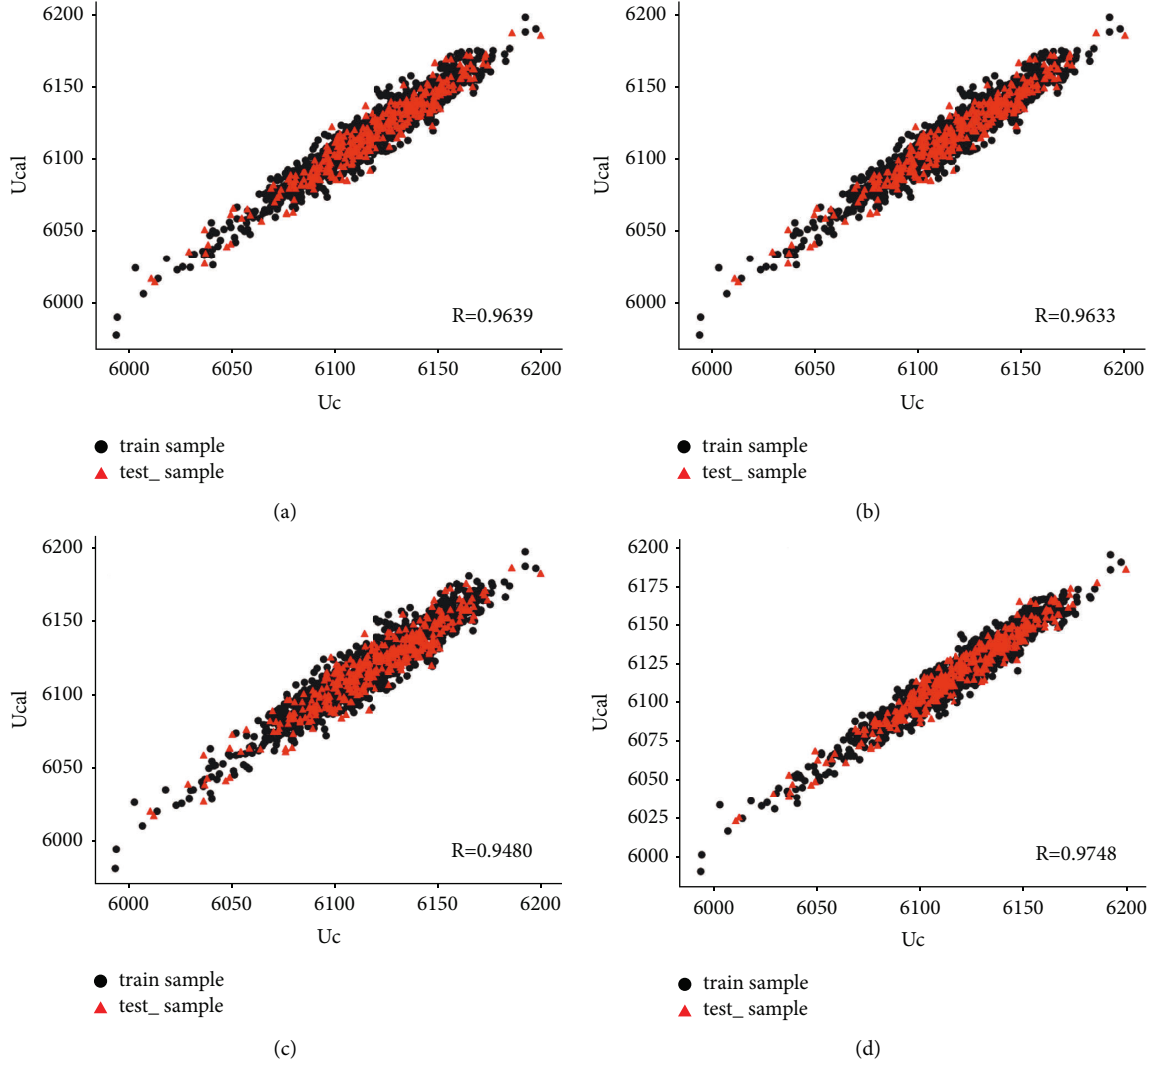 6200
6150
6100
6050
6000
Ucal
R=0.9639
6000 6050 6100 6150 6200
Uc
train sample
test_ sample
(a)
6200
6150
6100
6050
6000
Ucal
R=0.9633
6000 6050 6100 6150 6200
Uc
train sample
test_ sample
(b)
6200
6150
6100
6050
6000
Ucal
R=0.9480
6000 6050 6100 6150 6200
Uc
train sample
test_ sample
(c)
6200
6175
6150
6125
6100
6075
6050
6025
6000
Ucal
R=0.9748
6000 6050 6100 6150 6200
Uc
train sample
test_ sample
(d)